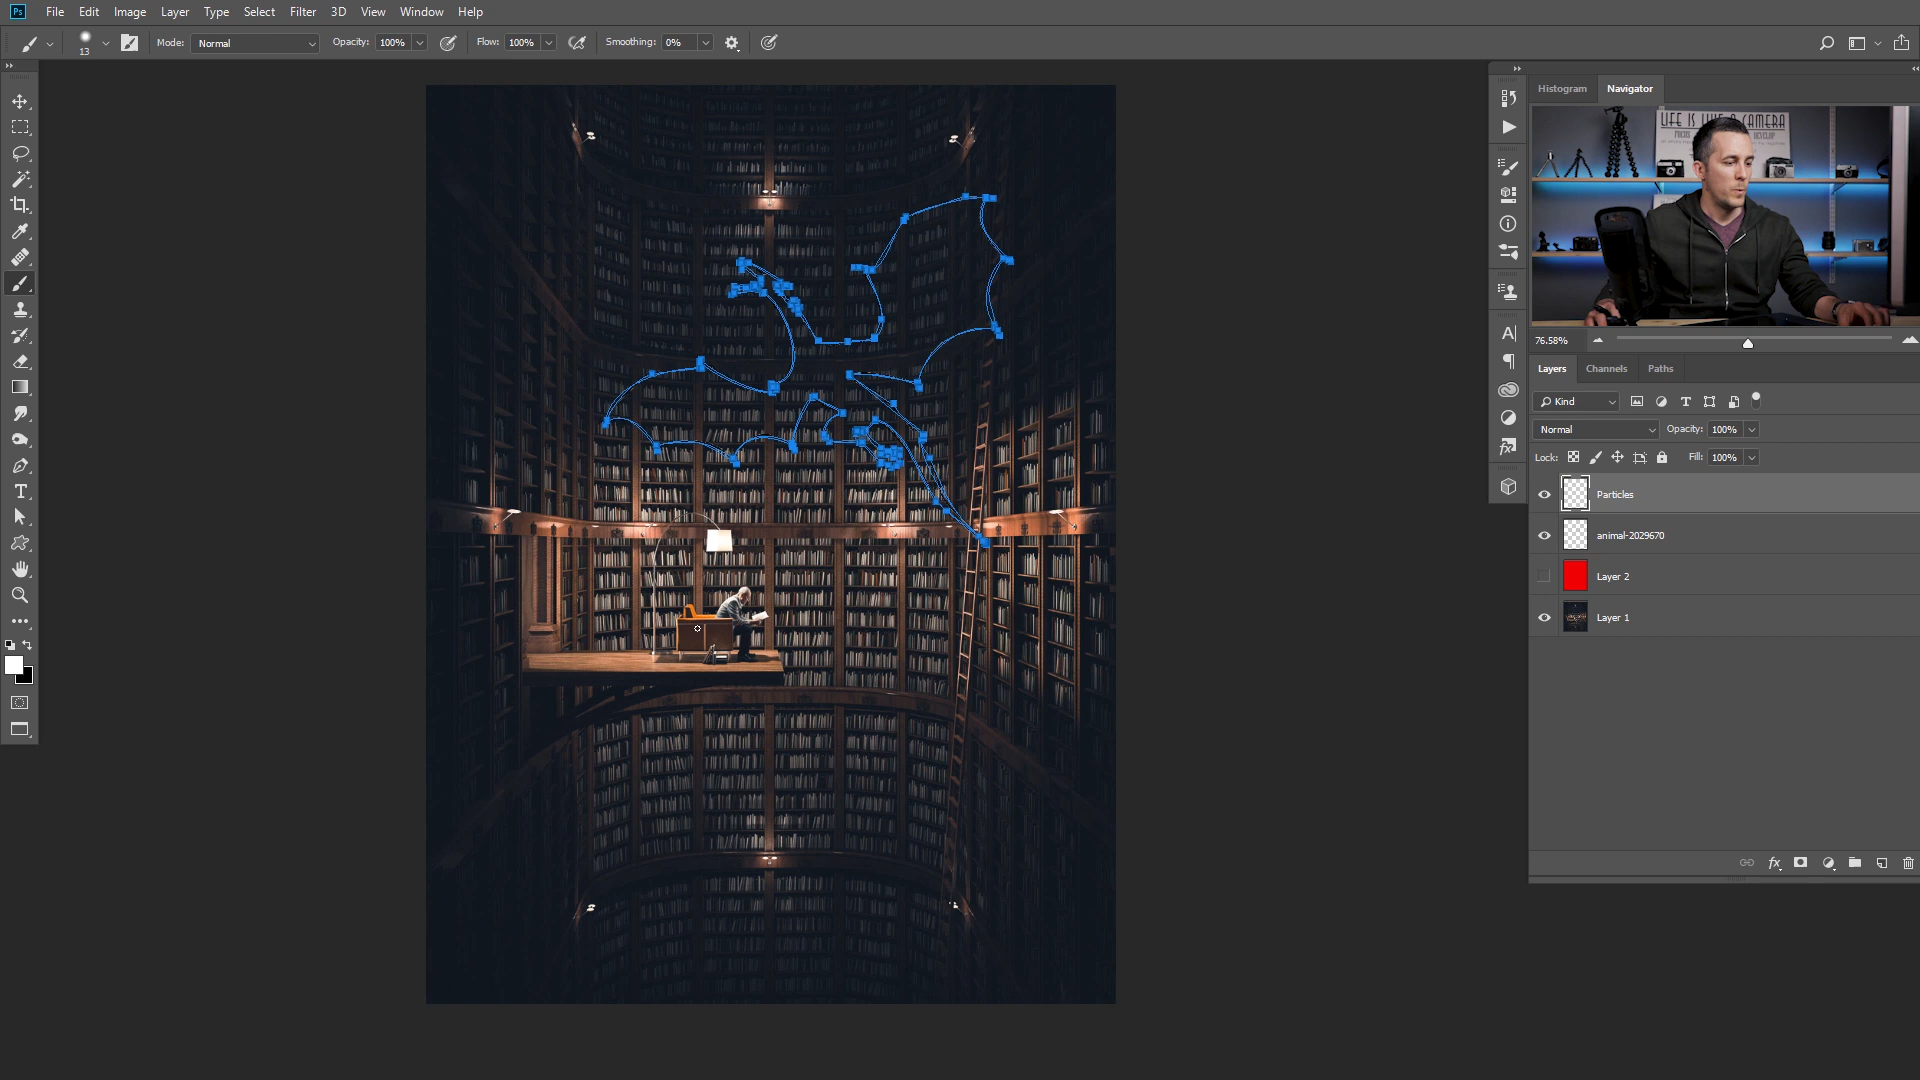 Ps File Edit Image Layer Type Select Filter 3D View Window Help
13 Mode: Normal Opacity: 100% Flow: 100% Smoothing: 0%
Histogram Navigator
76.58%
Layers Channels Paths
Kind
Normal Opacity: 100%
Lock: Fill: 100%
Particles
animal-2029670
Layer 2
Layer 1